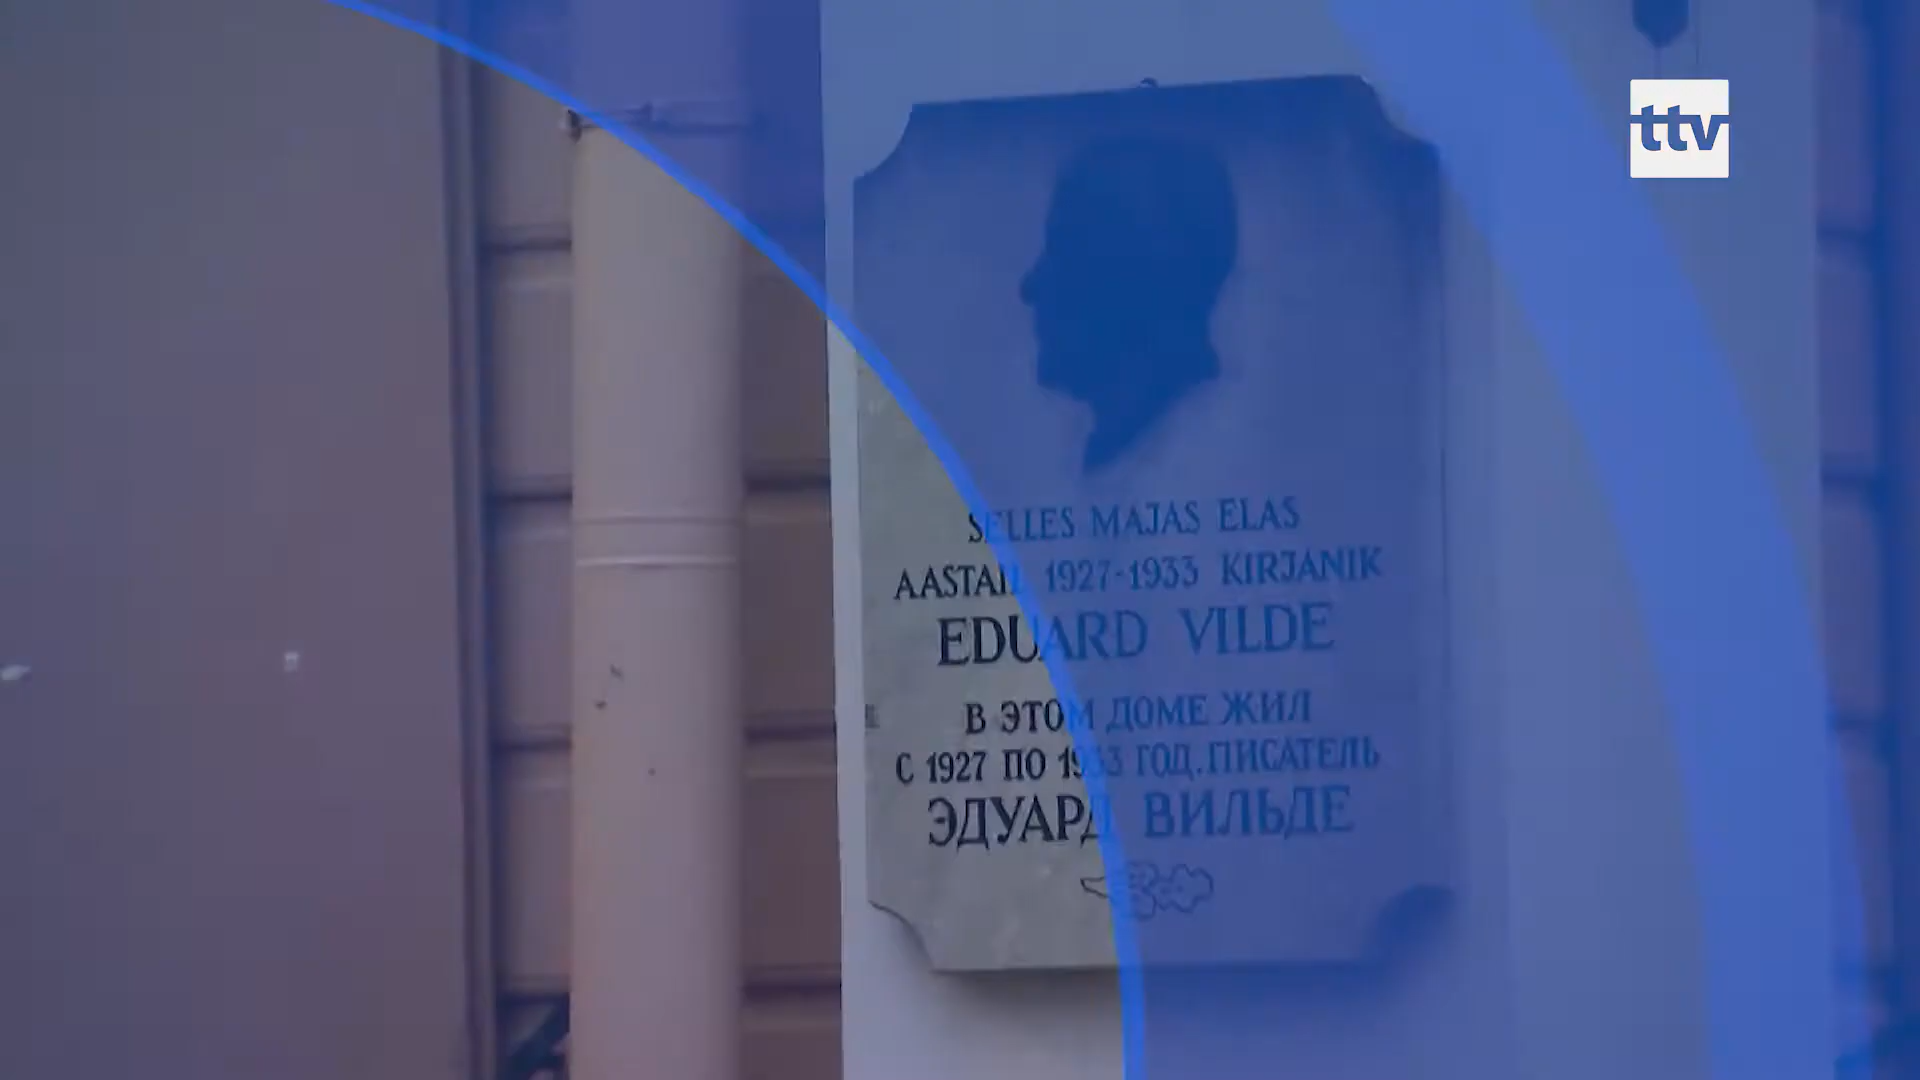 ttv
SELLES MAJAS ELAS
AASTAIL 1927-1933 KIRJANIK
EDUARD VILDE
В ЭТОМ ДОМЕ ЖИЛ
С 1927 ПО 1933 ГОД. ПИСАТЕЛЬ
ЭДУАРД ВИЛЬДЕ